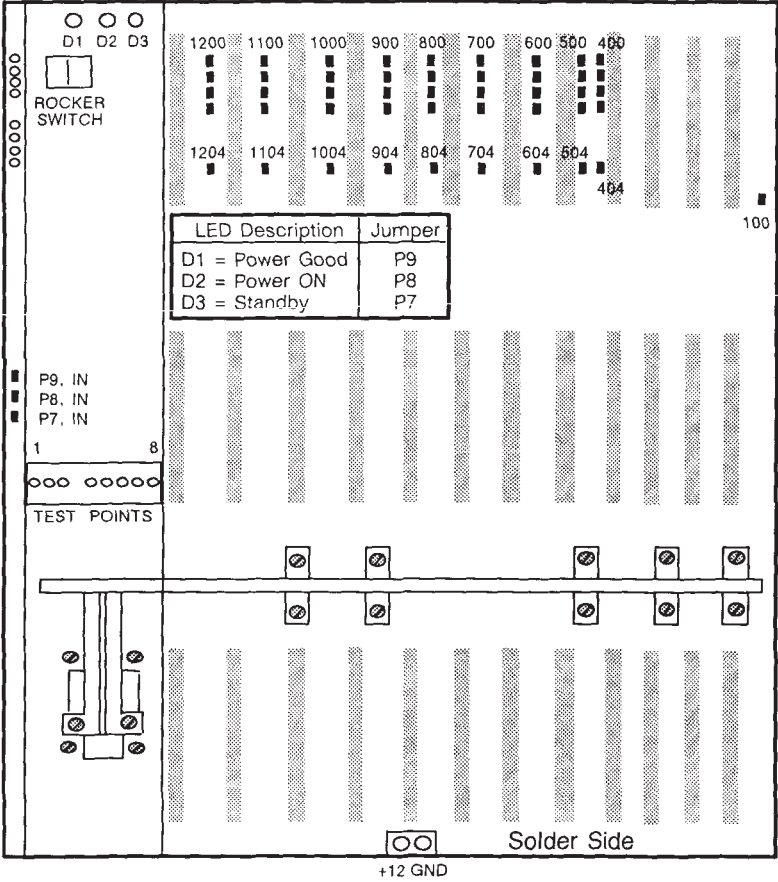 D1 D2 D3
ROCKER
SWITCH
1200 1100 1000 900 800 700 600 500 400
1204 1104 1004 904 804 704 604 504
404
100
LED Description Jumper
D1 = Power Good P9
D2 = Power ON P8
D3 = Standby P7
P9, IN
P8, IN
P7, IN
1 8
TEST POINTS
Solder Side
+12 GND